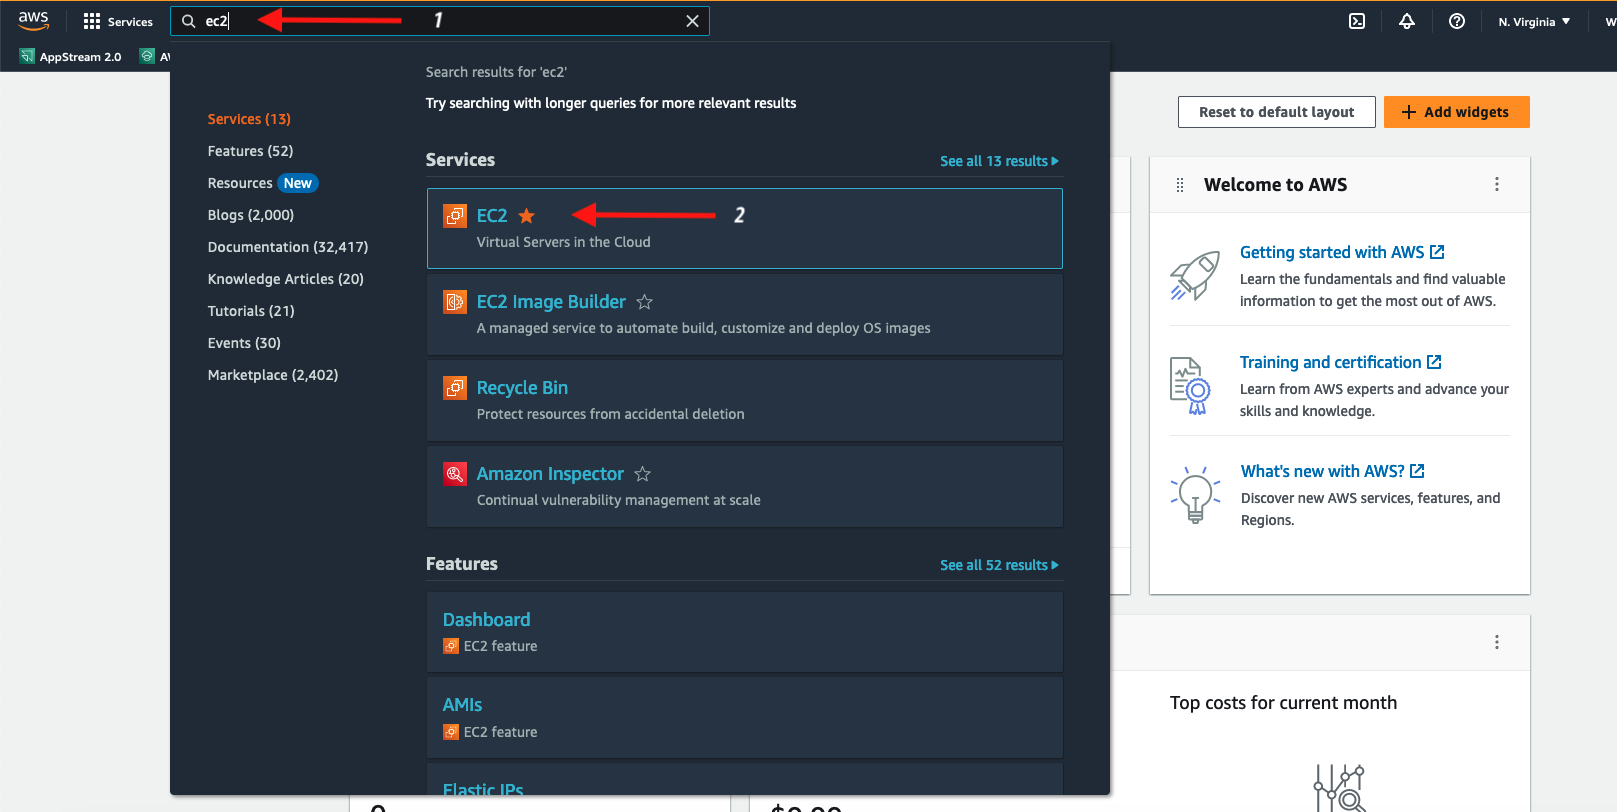 aws
Services
ec2
1
N. Virginia
W
AppStream 2.0
Search results for 'ec2'
Try searching with longer queries for more relevant results
Services (13)
Features (52)
Resources New
Blogs (2,000)
Documentation (32,417)
Knowledge Articles (20)
Tutorials (21)
Events (30)
Marketplace (2,402)
Services
See all 13 results
EC2
2
Virtual Servers in the Cloud
EC2 Image Builder
A managed service to automate build, customize and deploy OS images
Recycle Bin
Protect resources from accidental deletion
Amazon Inspector
Continual vulnerability management at scale
Features
See all 52 results
Dashboard
EC2 feature
AMIs
EC2 feature
Elastic IPs
Reset to default layout
Add widgets
Welcome to AWS
Getting started with AWS
Learn the fundamentals and find valuable
information to get the most out of AWS.
Training and certification
Learn from AWS experts and advance your
skills and knowledge.
What's new with AWS?
Discover new AWS services, features, and
Regions.
Top costs for current month